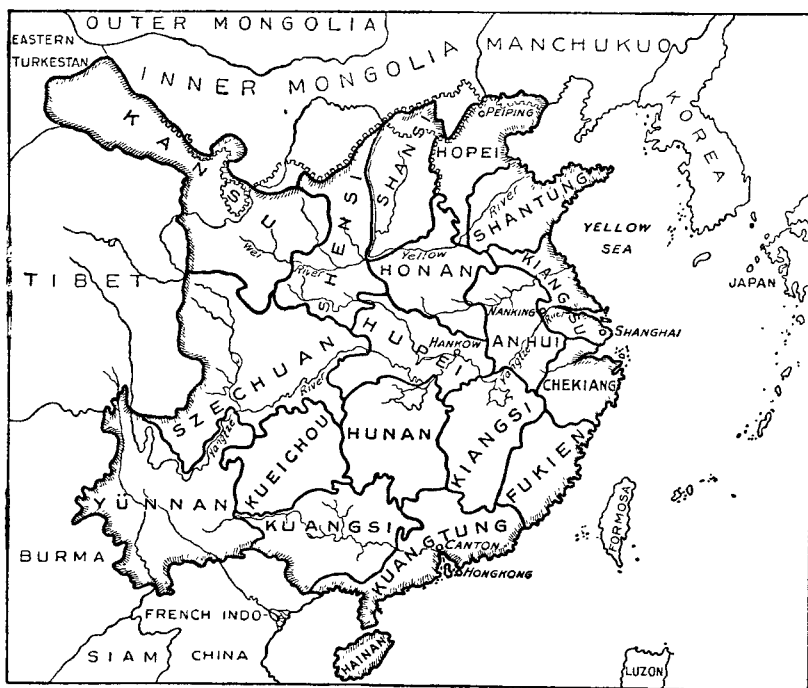 OUTER MONGOLIA
EASTERN
TURKESTAN
INNER MONGOLIA
MANCHUKUO
KOREA
KANSU
PEIPING
HOPEI
SHANSI
SHENSI
River
SHANTUNG
YELLOW
SEA
Wei
River
Yellow
HONAN
KIANGSU
JAPAN
TIBET
NANKING
River
SHANGHAI
HUPEI
HANKOW
ANHUI
Yangtze
SZECHUAN
River
CHEKIANG
Yangtze
KUEICHOU
HUNAN
KIANGSI
FUKIEN
YÜNNAN
KUANGSI
KUANGTUNG
CANTON
HONGKONG
FORMOSA
BURMA
FRENCH INDO-
CHINA
SIAM
HAINAN
LUZON